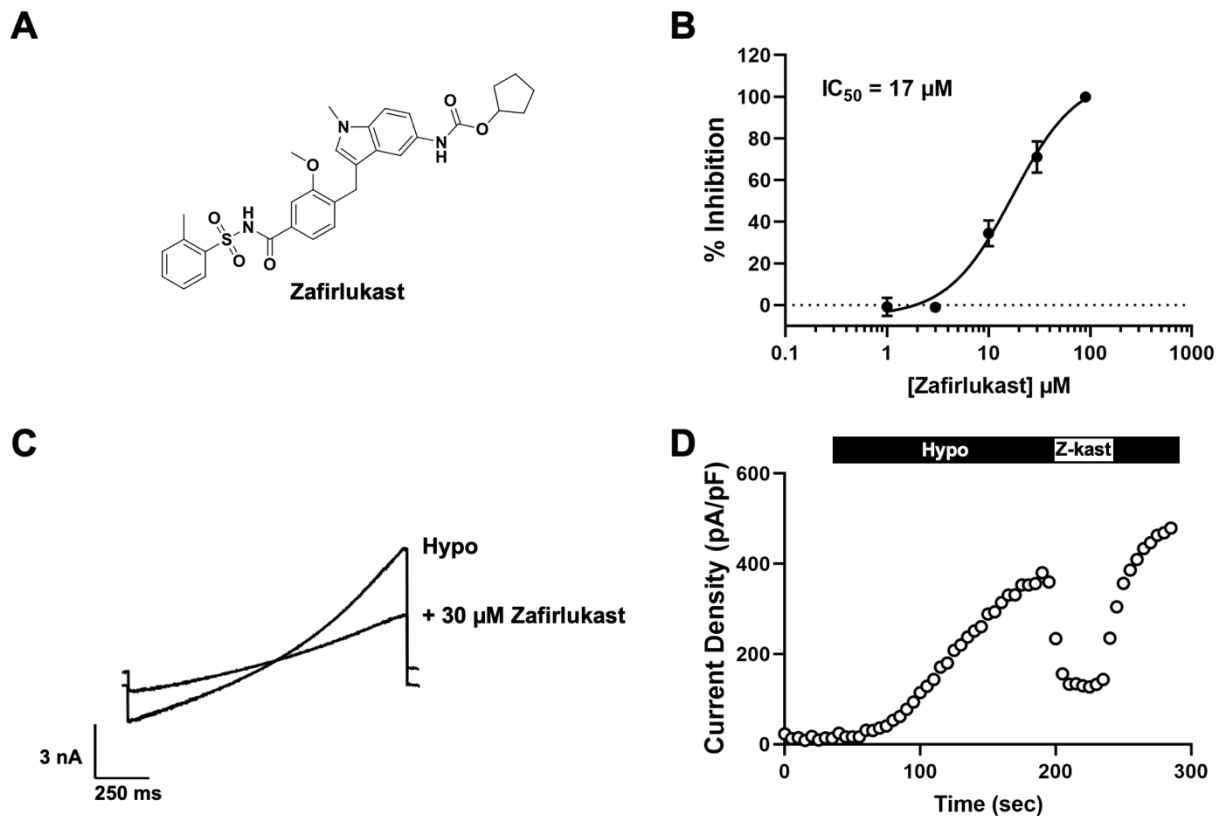 A
N
O
N
H
O
O
O
O
S
H
N
O
Zafirlukast
B
120
100
80
60
40
20
0
% Inhibition
IC50 = 17 µM
0.1 1 10 100 1000
[Zafirlukast] µM
C
Hypo
+ 30 µM Zafirlukast
3 nA
250 ms
D
Hypo Z-kast
600
400
200
0
Current Density (pA/pF)
0 100 200 300
Time (sec)